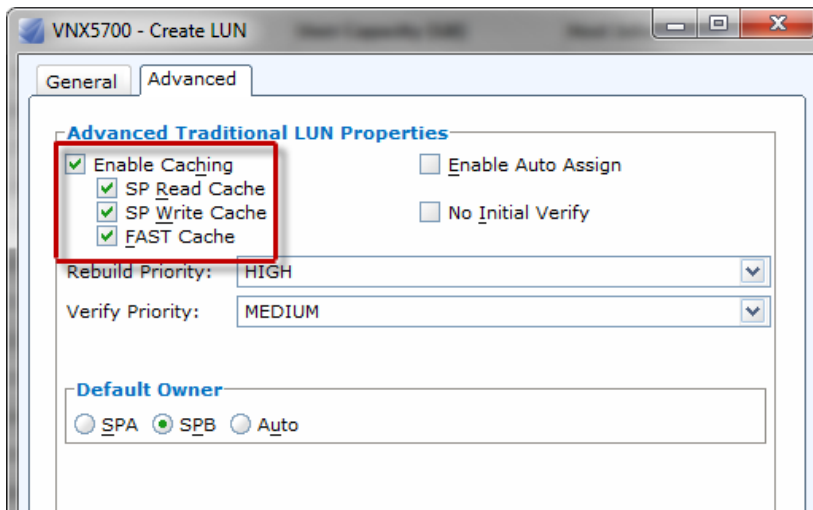 VNX5700 - Create LUN
General Advanced
Advanced Traditional LUN Properties
Enable Caching Enable Auto Assign
SP Read Cache
SP Write Cache No Initial Verify
FAST Cache
Rebuild Priority: HIGH
Verify Priority: MEDIUM
Default Owner
SPA SPB Auto